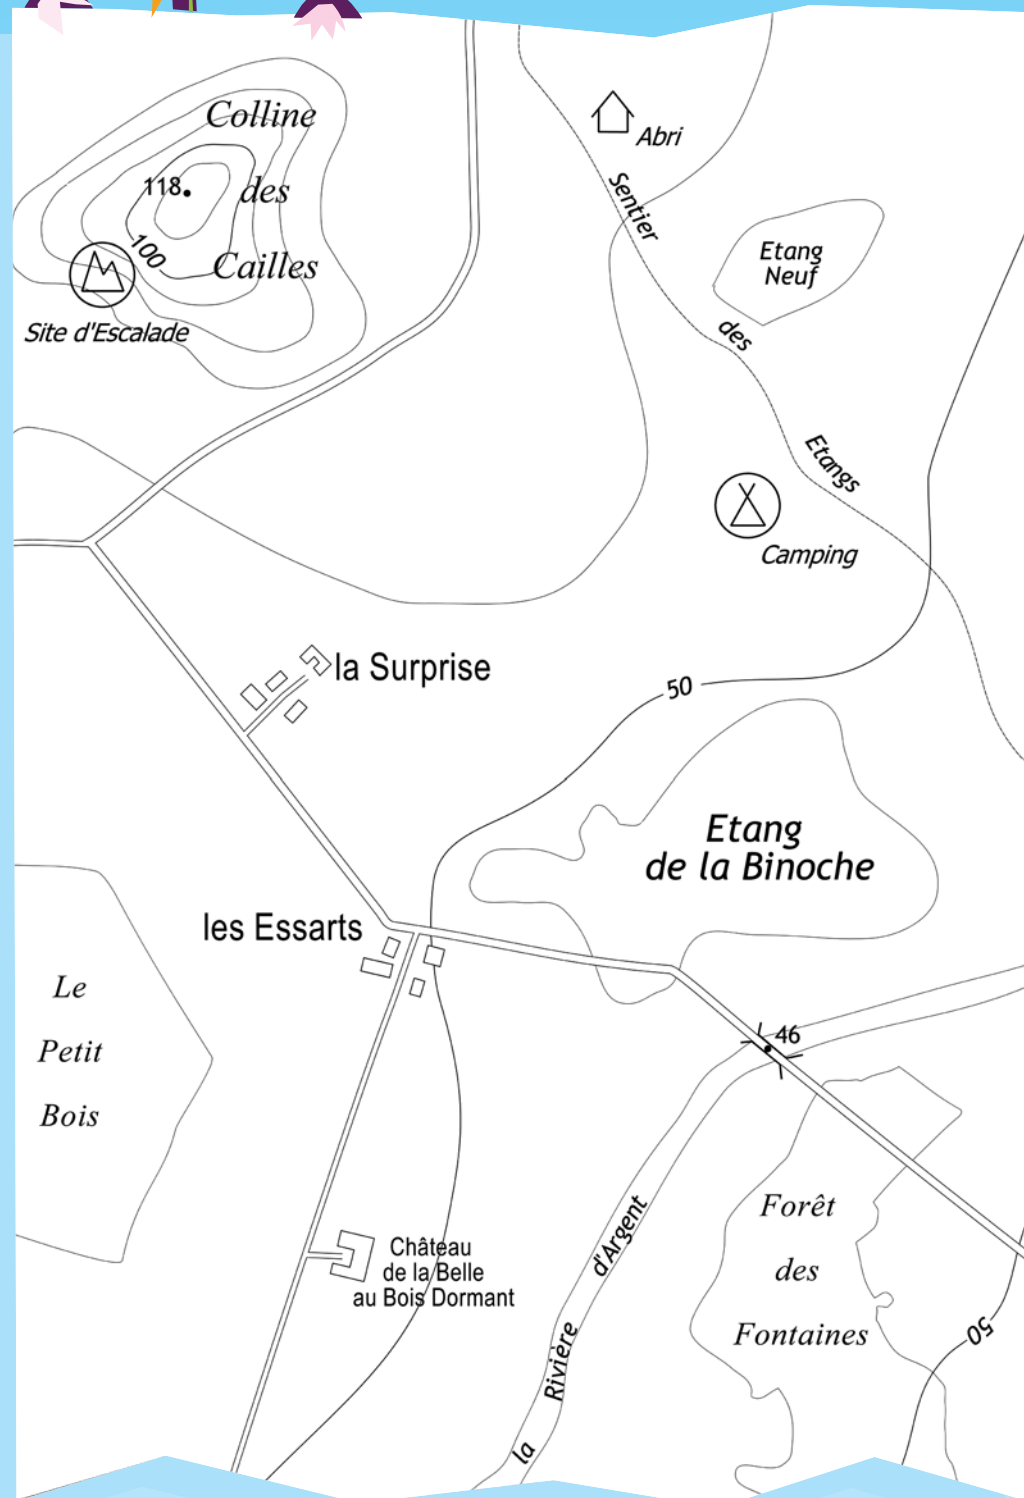 Colline
des
Cailles
118
100
Site d'Escalade
Abri
Sentier
des
Etangs
Etang
Neuf
Camping
la Surprise
50
Etang
de la Binoche
les Essarts
Le
Petit
Bois
46
Château
de la Belle
au Bois Dormant
la
Rivière
d'Argent
Forêt
des
Fontaines
50